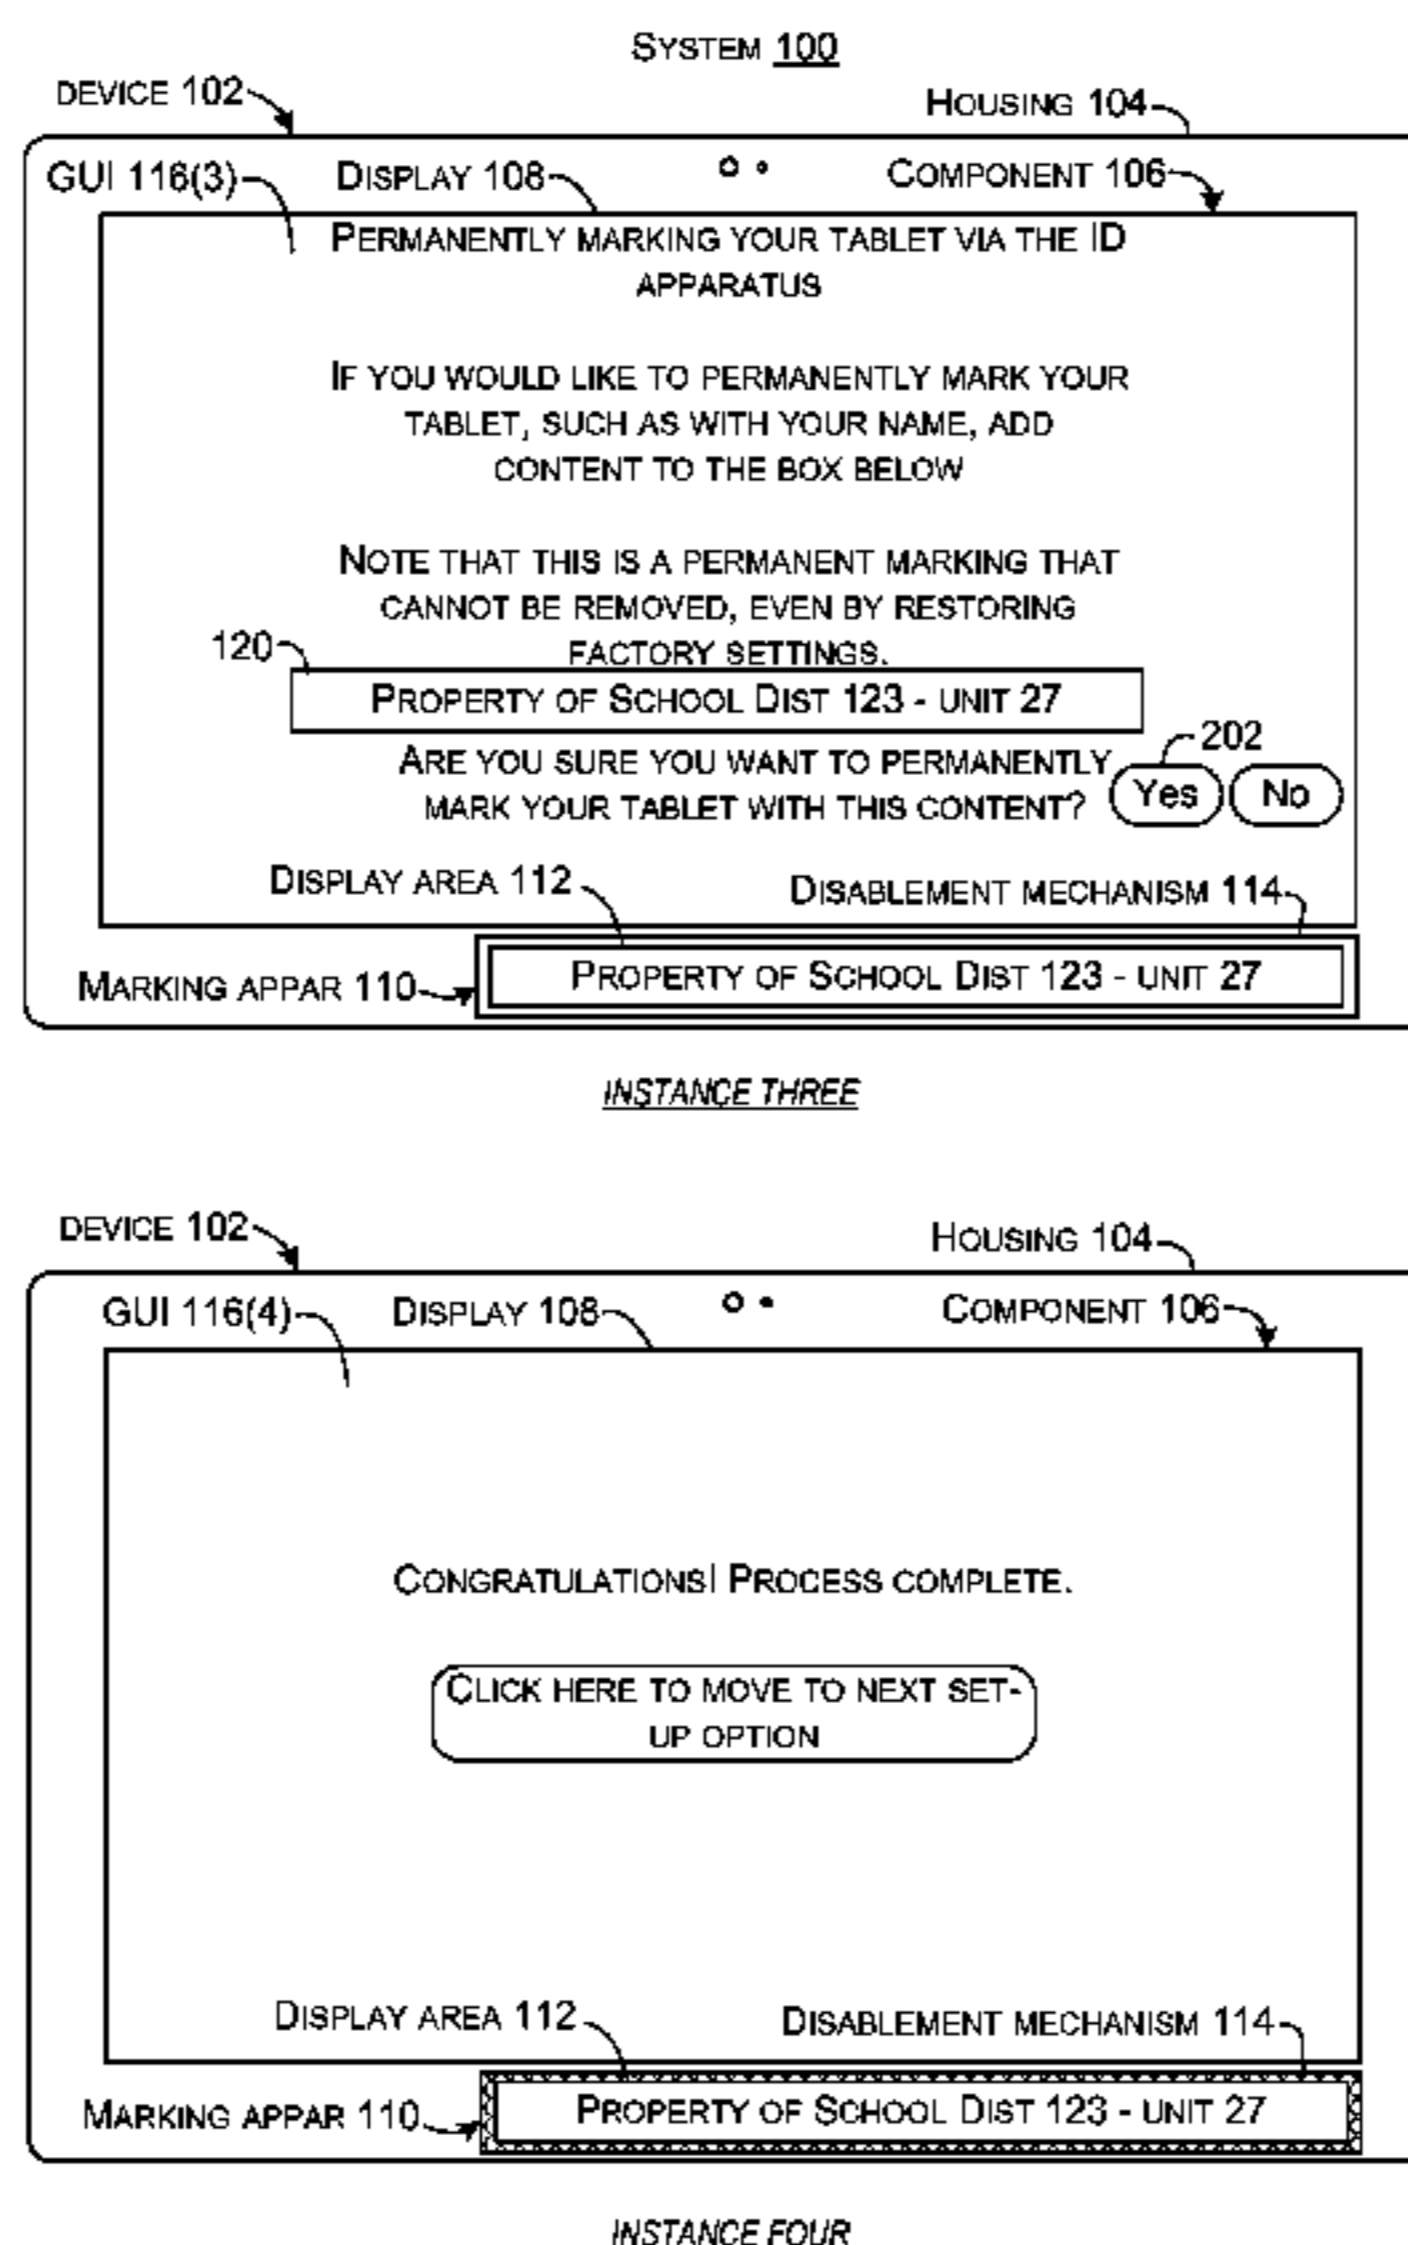 SYSTEM 100
DEVICE 102
HOUSING 104
GUI 116(3)
DISPLAY 108
COMPONENT 106
PERMANENTLY MARKING YOUR TABLET VIA THE ID
APPARATUS
IF YOU WOULD LIKE TO PERMANENTLY MARK YOUR
TABLET, SUCH AS WITH YOUR NAME, ADD
CONTENT TO THE BOX BELOW
NOTE THAT THIS IS A PERMANENT MARKING THAT
CANNOT BE REMOVED, EVEN BY RESTORING
FACTORY SETTINGS.
120
PROPERTY OF SCHOOL DIST 123 - UNIT 27
202
ARE YOU SURE YOU WANT TO PERMANENTLY
MARK YOUR TABLET WITH THIS CONTENT?
Yes
No
DISPLAY AREA 112
DISABLEMENT MECHANISM 114
MARKING APPAR 110
PROPERTY OF SCHOOL DIST 123 - UNIT 27
INSTANCE THREE
DEVICE 102
HOUSING 104
GUI 116(4)
DISPLAY 108
COMPONENT 106
CONGRATULATIONS! PROCESS COMPLETE.
CLICK HERE TO MOVE TO NEXT SET-
UP OPTION
DISPLAY AREA 112
DISABLEMENT MECHANISM 114
MARKING APPAR 110
PROPERTY OF SCHOOL DIST 123 - UNIT 27
INSTANCE FOUR